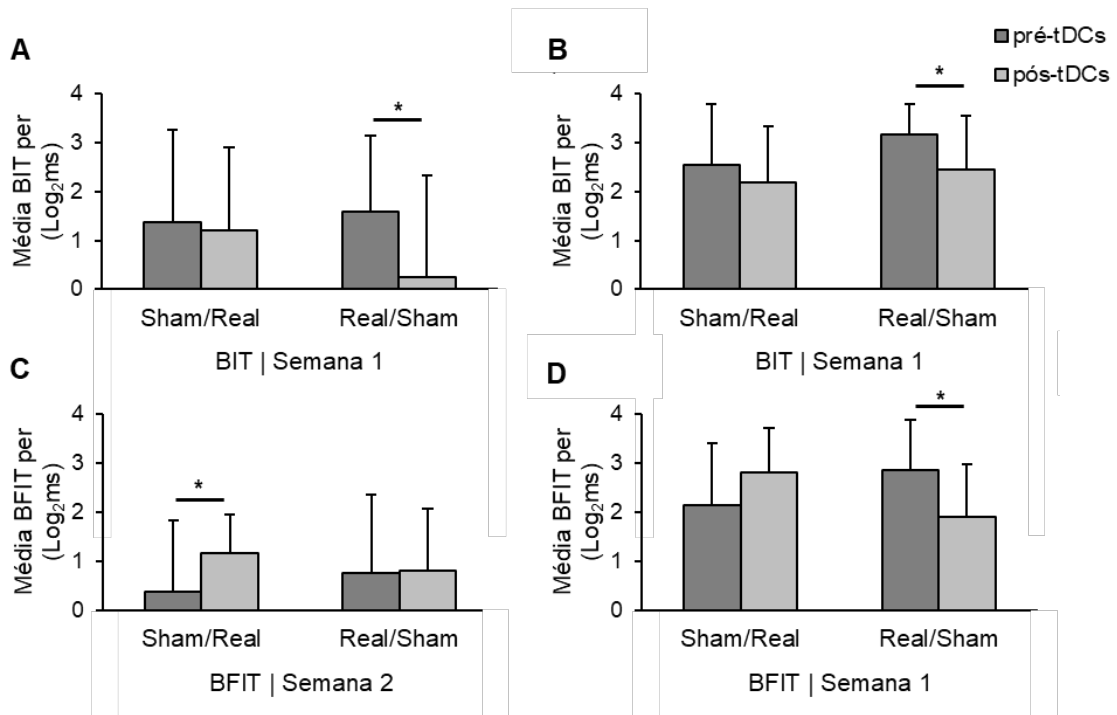 pré-tDCs
pós-tDCs
A
Média BIT per
(Log₂ms)
4
3
2
1
0
*
Sham/Real
Real/Sham
BIT | Semana 1
B
Média BIT per
(Log₂ms)
4
3
2
1
0
*
Sham/Real
Real/Sham
BIT | Semana 1
C
Média BFIT per
(Log₂ms)
4
3
2
1
0
*
Sham/Real
Real/Sham
BFIT | Semana 2
D
Média BFIT per
(Log₂ms)
4
3
2
1
0
*
Sham/Real
Real/Sham
BFIT | Semana 1